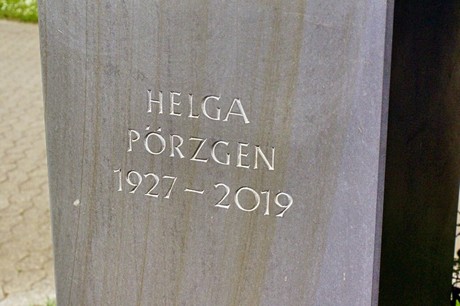 HELGA
PÖRZGEN
1927 – 2019